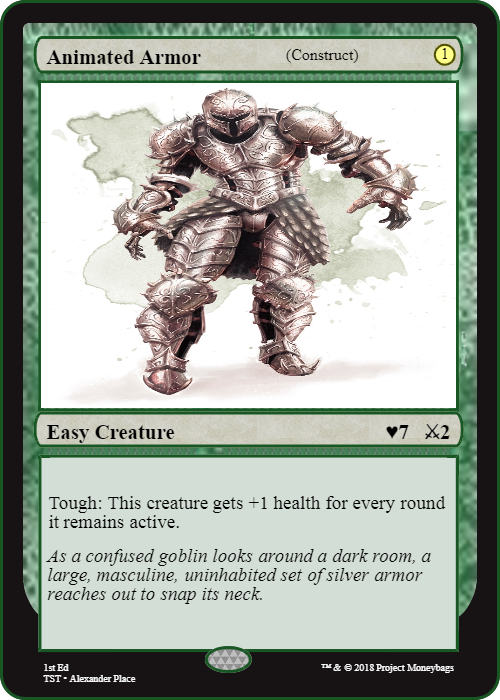 Animated Armor (Construct) 1
Easy Creature ♥7 ⚔2
Tough: This creature gets +1 health for every round
it remains active.
As a confused goblin looks around a dark room, a
large, masculine, uninhabited set of silver armor
reaches out to snap its neck.
1st Ed
TST • Alexander Place
™ & © 2018 Project Moneybags